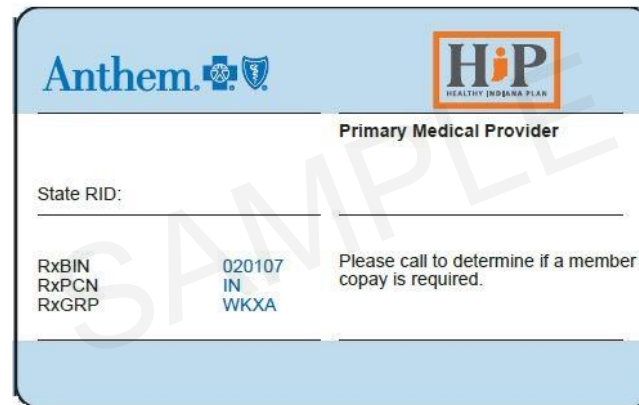 Anthem.
HiP
HEALTHY INDIANA PLAN
Primary Medical Provider
State RID:
RxBIN 020107
RxPCN IN
RxGRP WKXA
Please call to determine if a member
copay is required.
SAMPLE